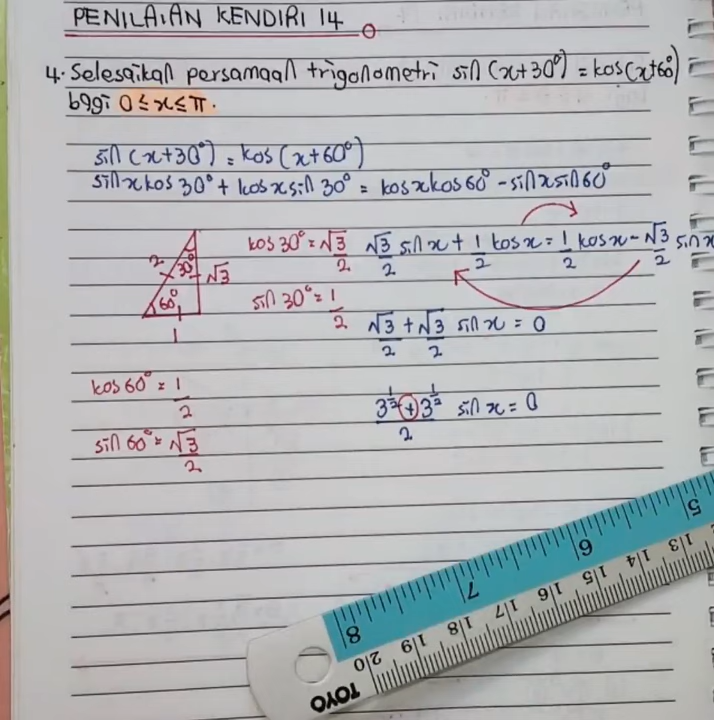 PENILAIAN KENDIRI 14
4. Selesaikan persamaan trigonometri sin (x+30°) = kos(x+60°)
bagi 0 ≤ x ≤ π.
sin (x+30°) = kos (x+60°)
sin x kos 30° + kos x sin 30° = kos x kos 60° - sin x sin 60°
2 30° √3 60° 1
kos 30° = √3/2
sin 30° = 1/2
kos 60° = 1/2
sin 60° = √3/2
√3/2 sin x + 1/2 kos x = 1/2 kos x - √3/2 sin x
√3/2 + √3/2 sin x = 0
(3^(1/2) + 3^(1/2))/2 sin x = 0
5 6 7 8
13 14 15 16 17 18 19 20
TOYO